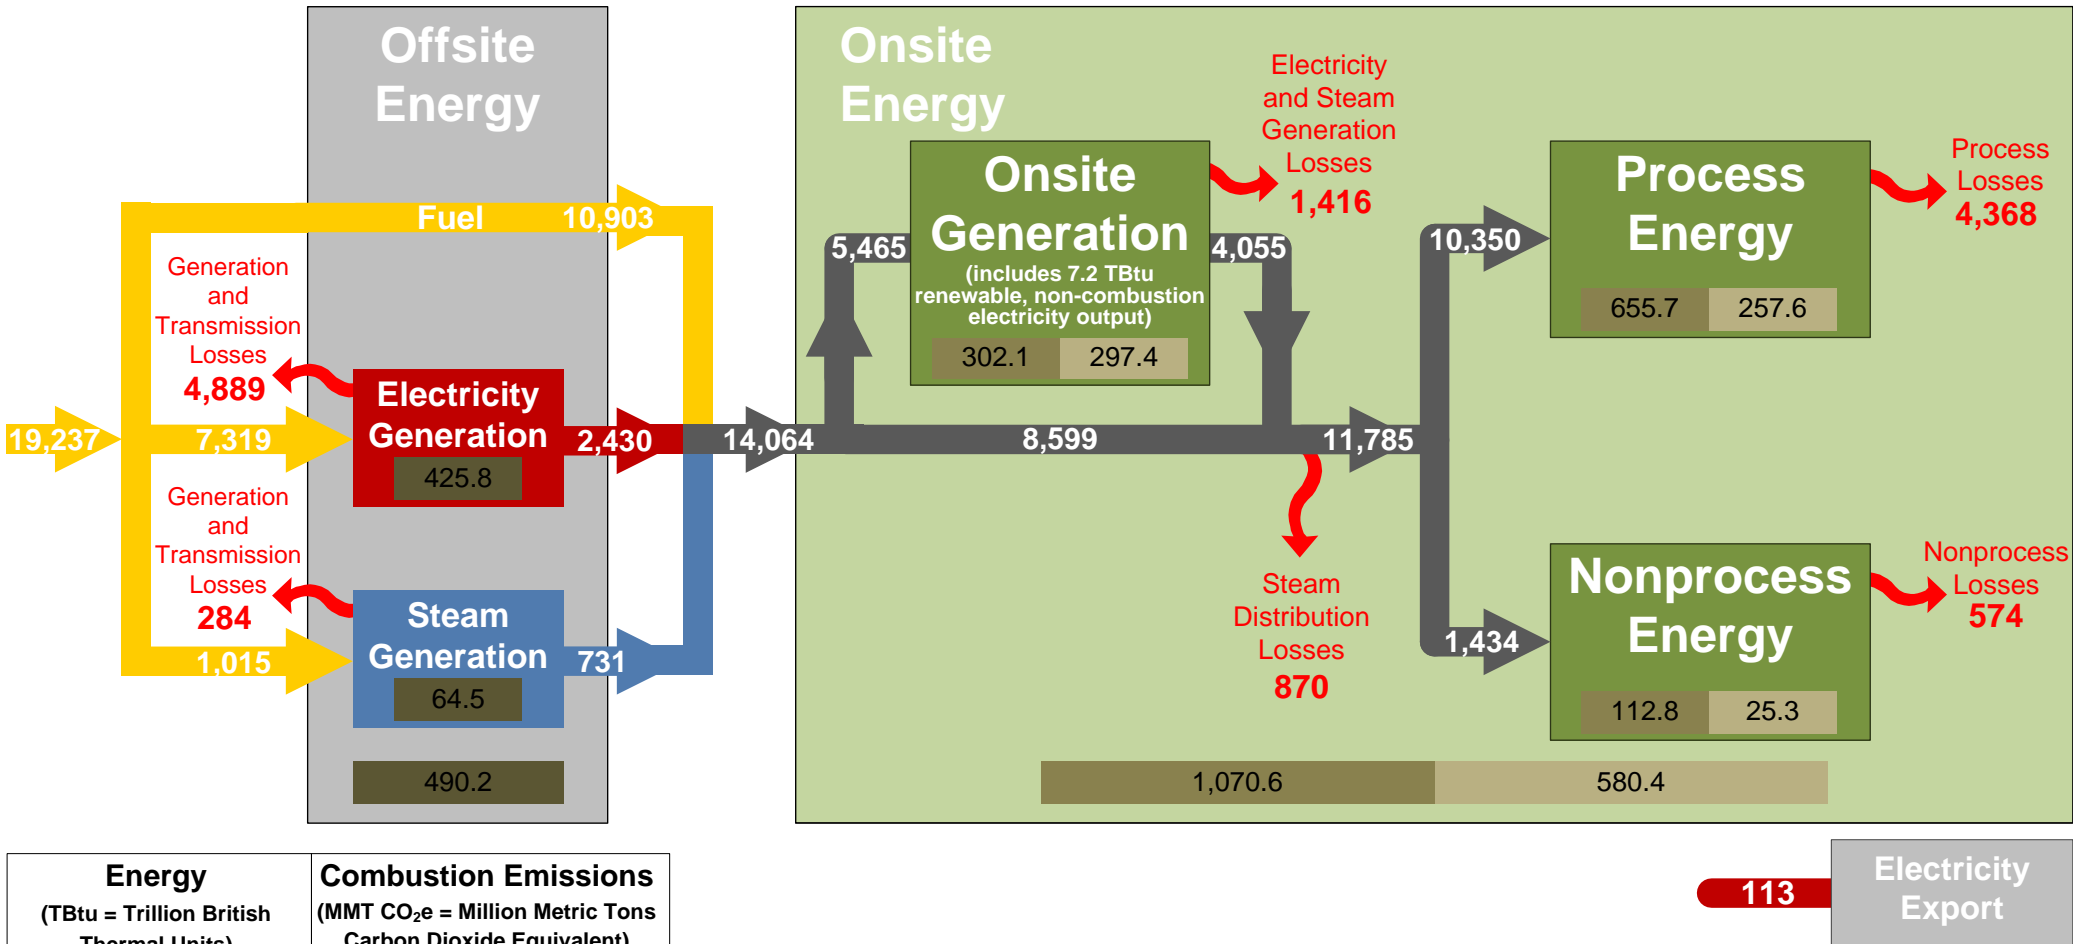 Offsite
Energy
Onsite
Energy
Fuel
10,903
Generation
and
Transmission
Losses
4,889
19,237
7,319
Electricity
Generation
425.8
2,430
14,064
Generation
and
Transmission
Losses
284
1,015
Steam
Generation
64.5
731
490.2
5,465
Onsite
Generation
(includes 7.2 TBtu
renewable, non-combustion
electricity output)
302.1
297.4
4,055
Electricity
and Steam
Generation
Losses
1,416
8,599
11,785
Steam
Distribution
Losses
870
10,350
Process
Energy
655.7
257.6
Process
Losses
4,368
1,434
Nonprocess
Energy
112.8
25.3
Nonprocess
Losses
574
1,070.6
580.4
Energy
(TBtu = Trillion British
Thermal Units)
Combustion Emissions
(MMT CO₂e = Million Metric Tons
Carbon Dioxide Equivalent)
113
Electricity
Export